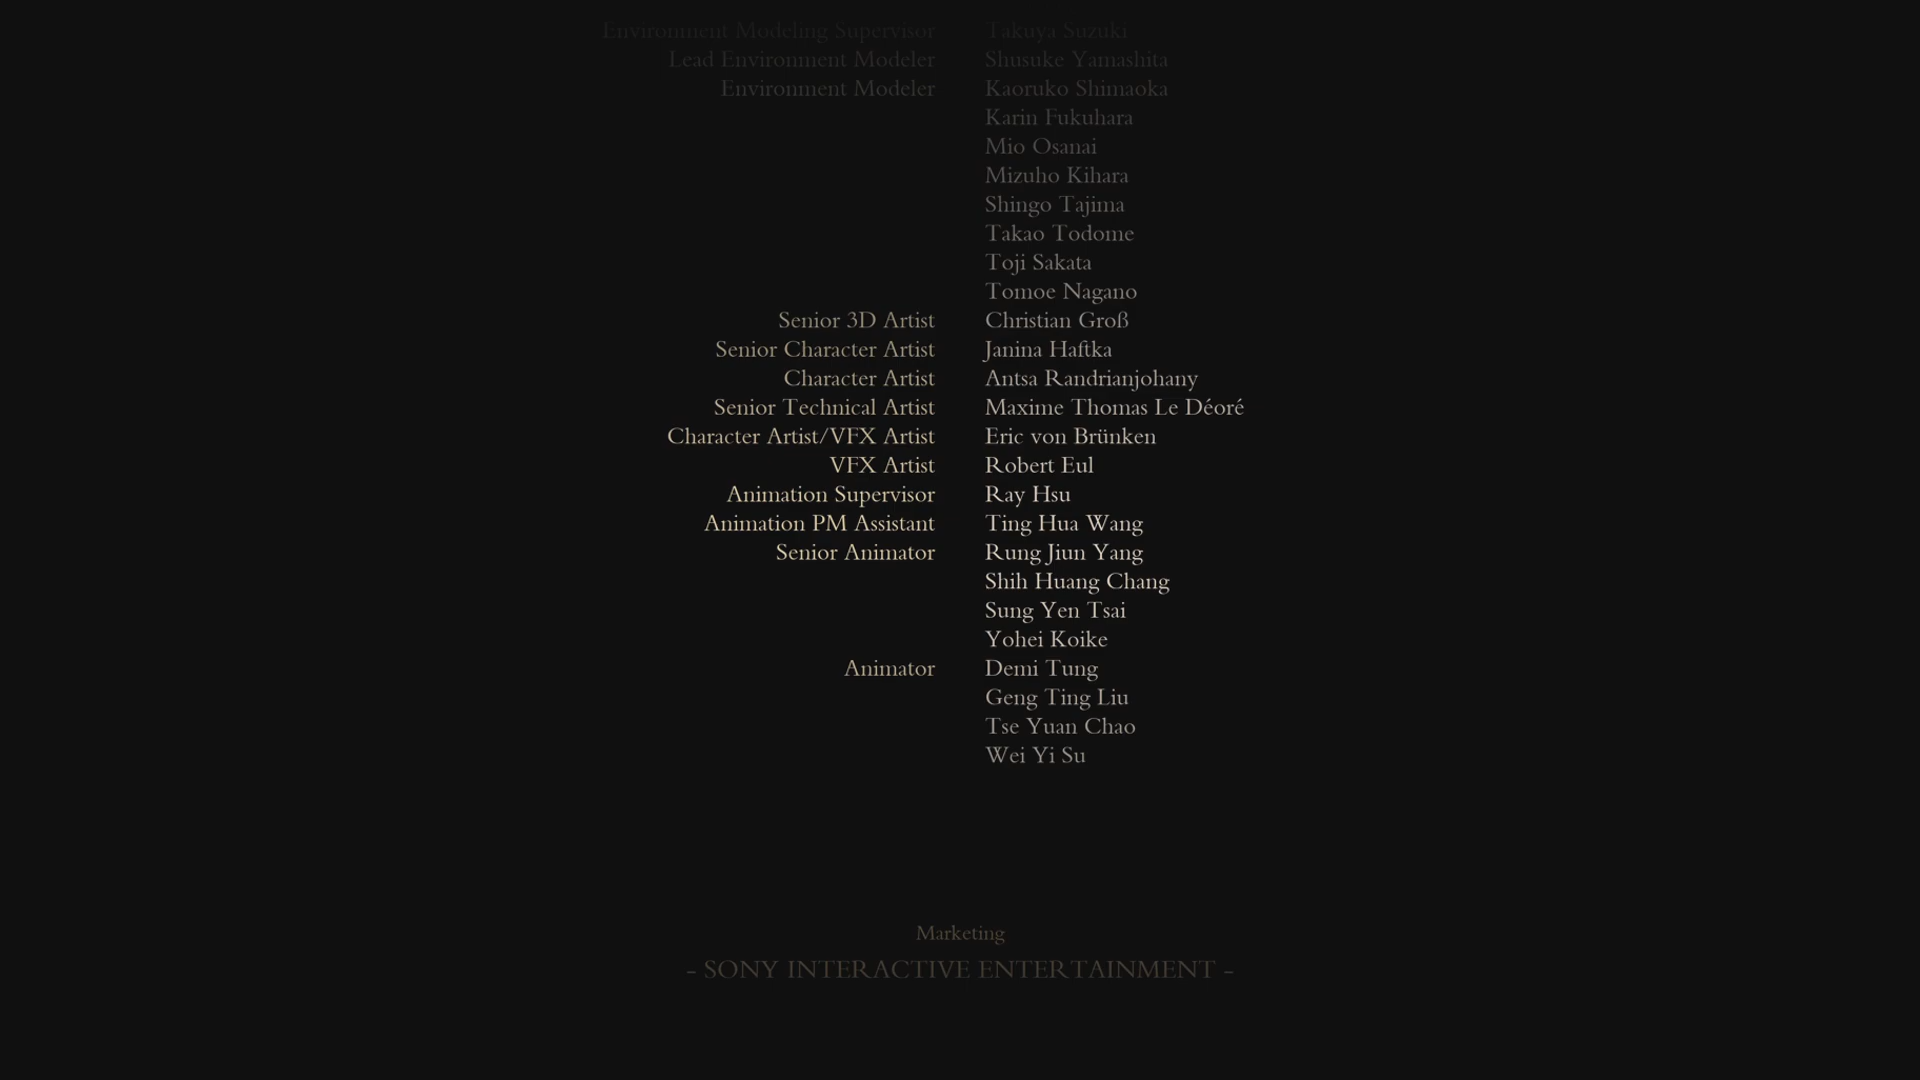 Environment Modeling Supervisor Takuya Suzuki
Lead Environment Modeler Shusuke Yamashita
Environment Modeler Kaoruko Shimaoka
Karin Fukuhara
Mio Osanai
Mizuho Kihara
Shingo Tajima
Takao Todome
Toji Sakata
Tomoe Nagano
Senior 3D Artist Christian Groß
Senior Character Artist Janina Haftka
Character Artist Antsa Randrianjohany
Senior Technical Artist Maxime Thomas Le Déoré
Character Artist/VFX Artist Eric von Brünken
VFX Artist Robert Eul
Animation Supervisor Ray Hsu
Animation PM Assistant Ting Hua Wang
Senior Animator Rung Jiun Yang
Shih Huang Chang
Sung Yen Tsai
Yohei Koike
Animator Demi Tung
Geng Ting Liu
Tse Yuan Chao
Wei Yi Su
Marketing
- SONY INTERACTIVE ENTERTAINMENT -